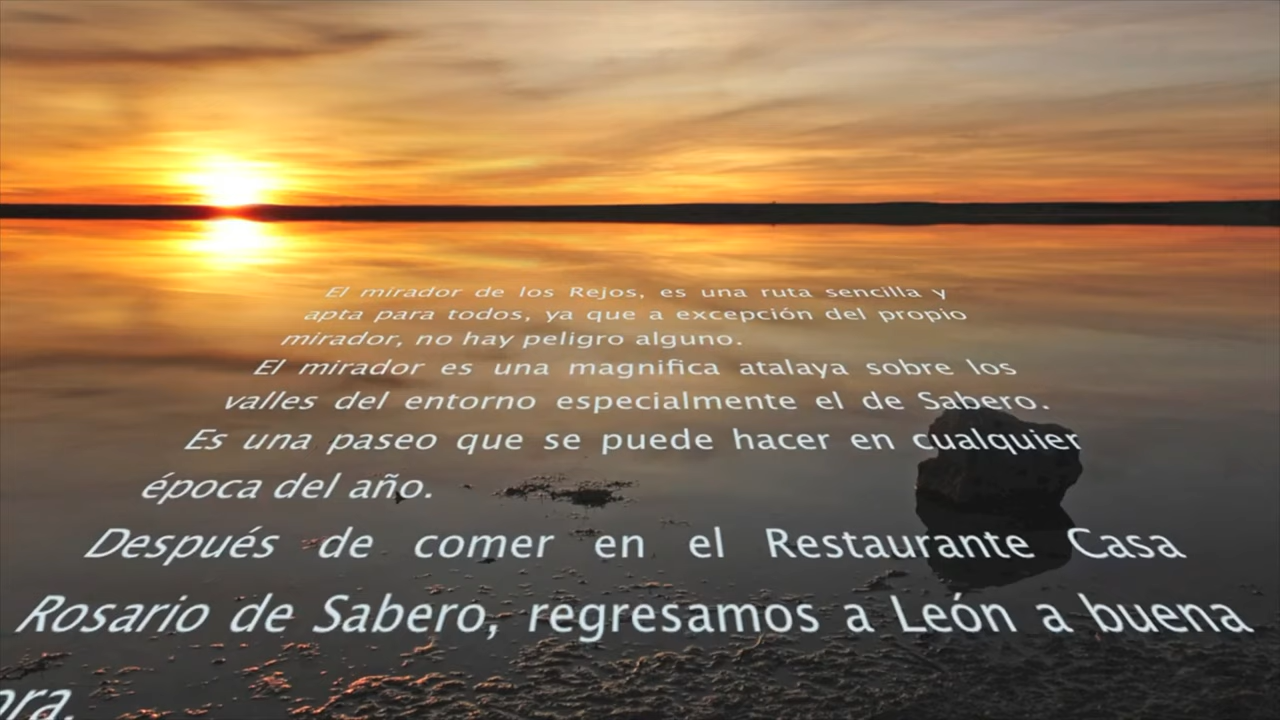 El mirador de los Rejos, es una ruta sencilla y
apta para todos, ya que a excepción del propio
mirador, no hay peligro alguno.
El mirador es una magnifica atalaya sobre los
valles del entorno especialmente el de Sabero.
Es una paseo que se puede hacer en cualquier
época del año.
Después de comer en el Restaurante Casa
Rosario de Sabero, regresamos a León a buena